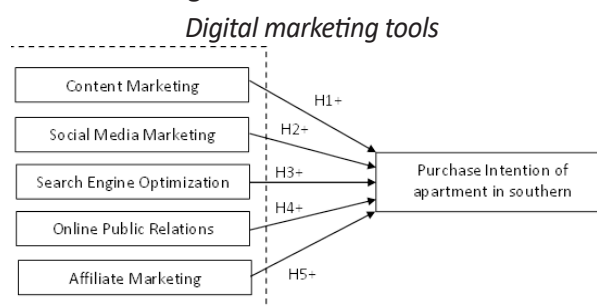 Digital marketing tools
Content Marketing
H1+
Social Media Marketing
H2+
Search Engine Optimization
H3+
Purchase Intention of
apartment in southern
Online Public Relations
H4+
Affiliate Marketing
H5+